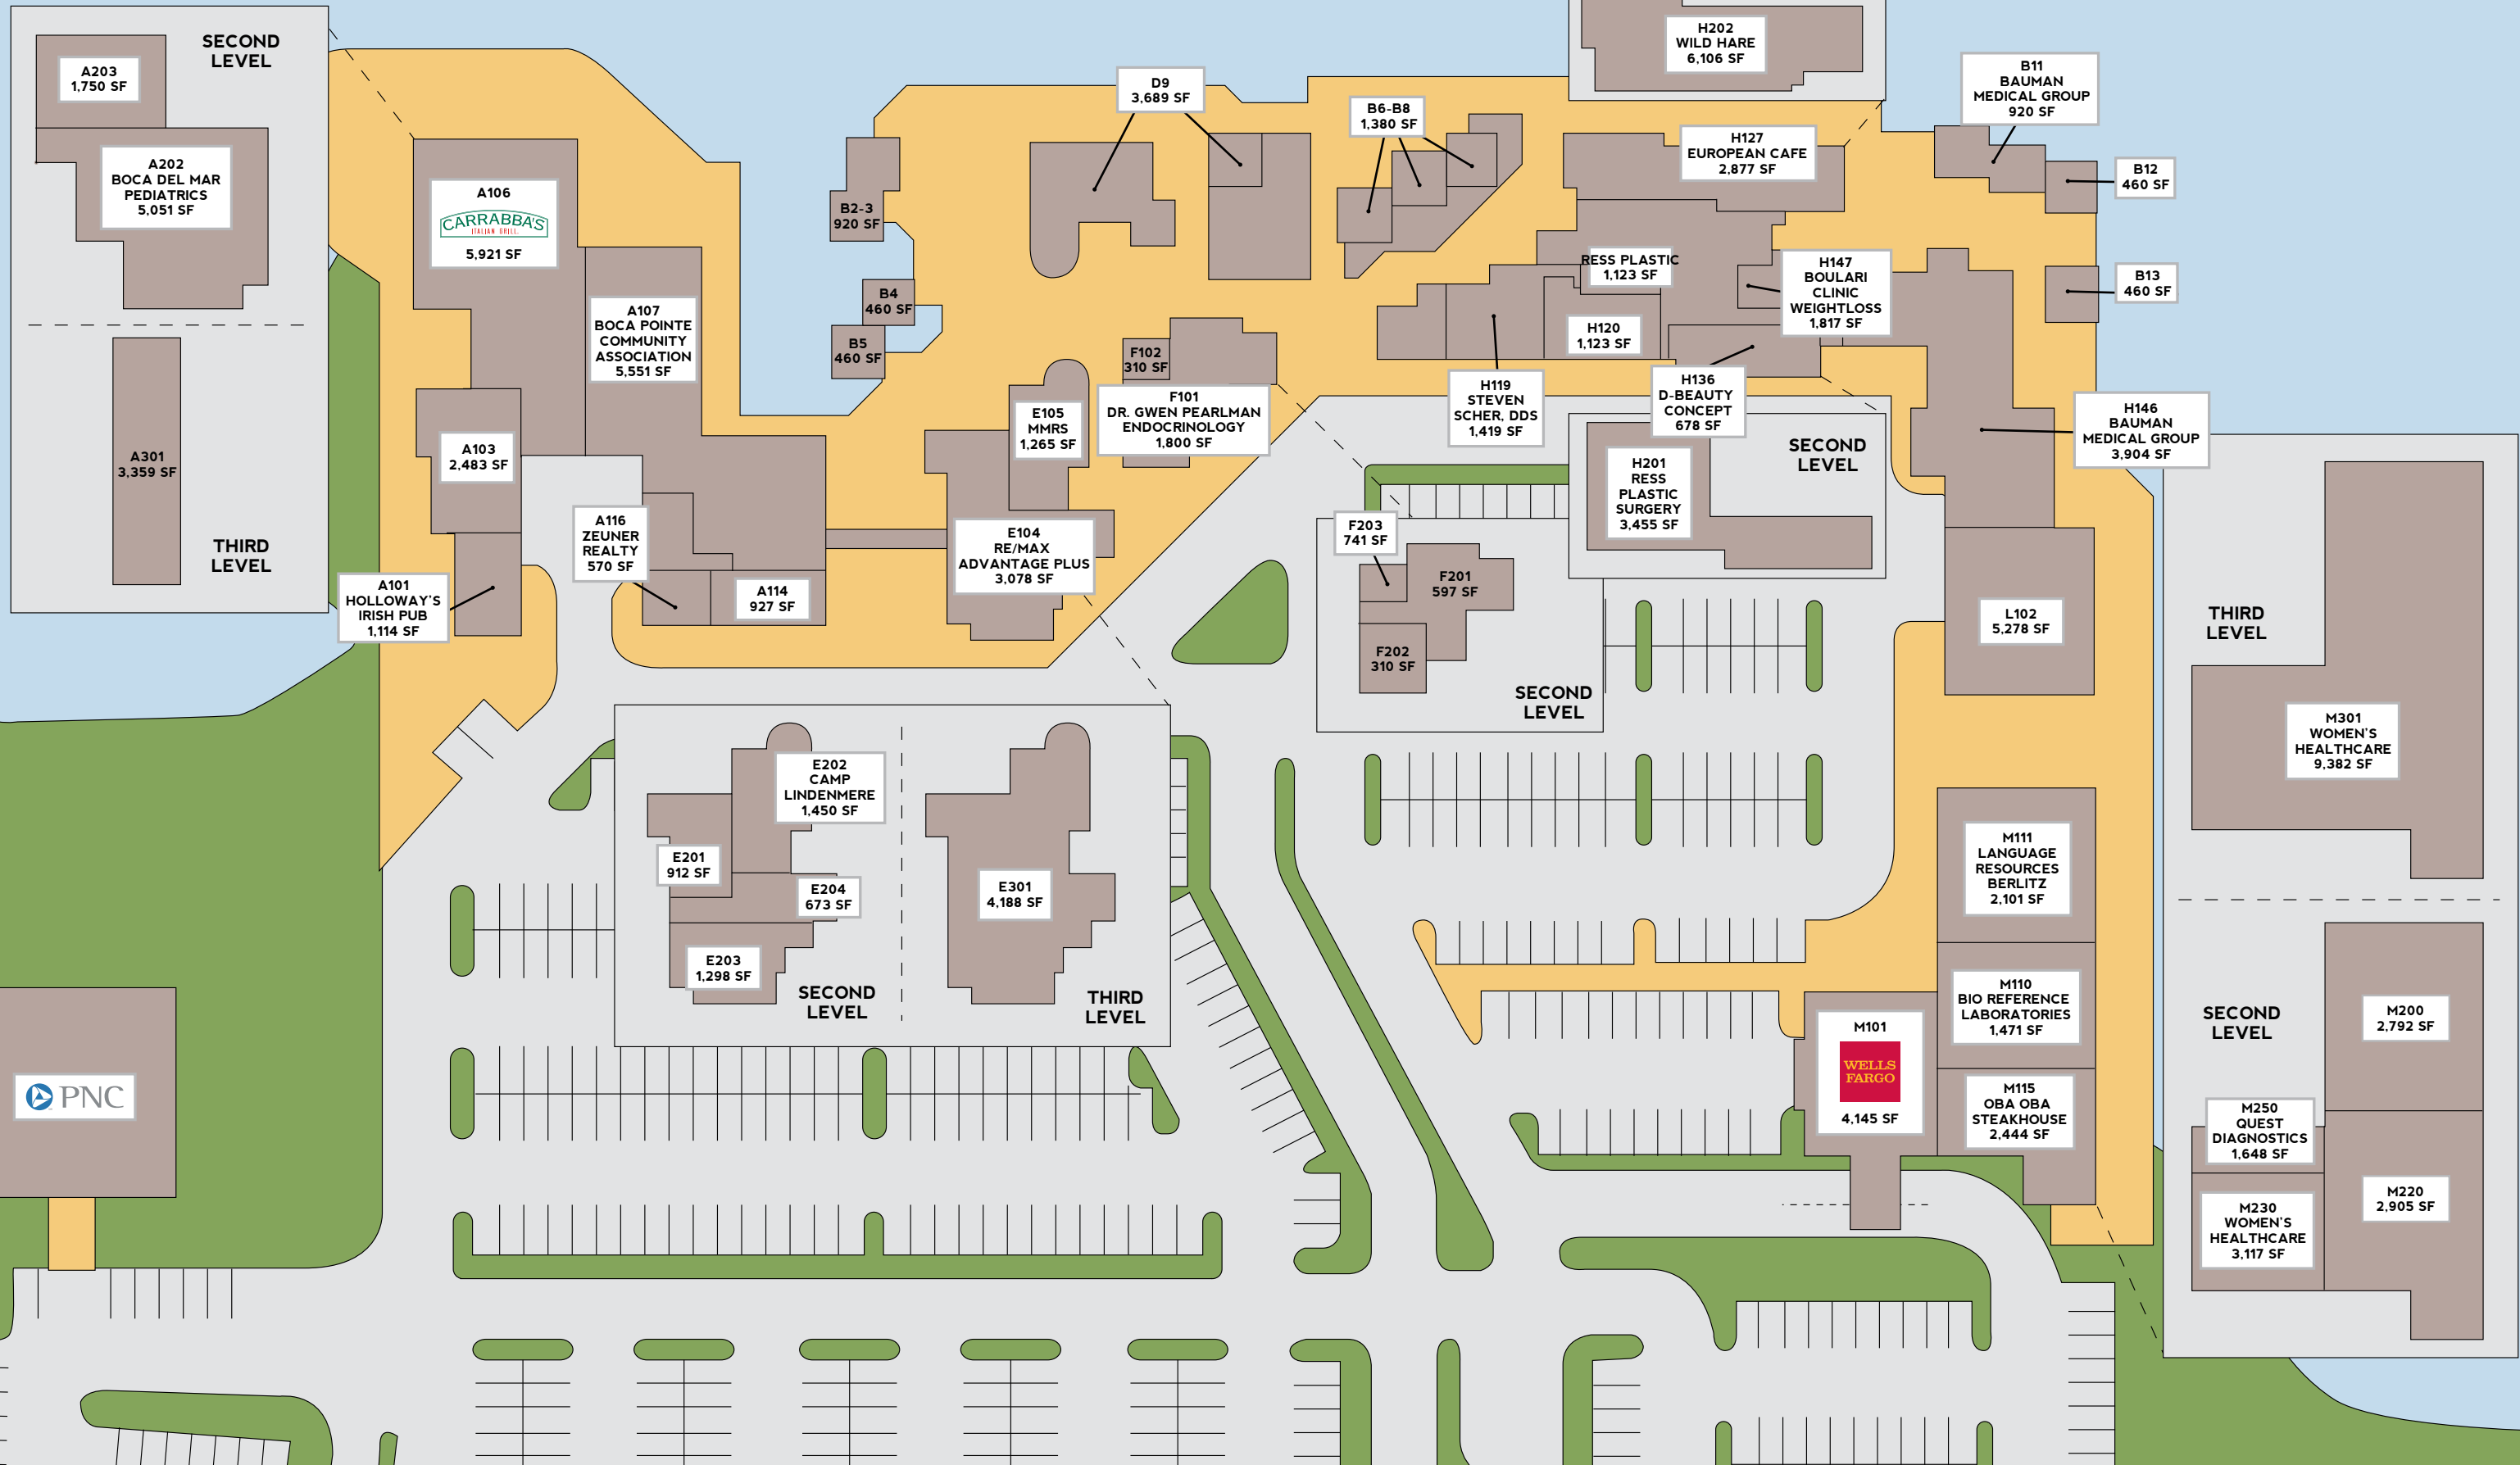 SECOND
LEVEL
A203
1,750 SF
A202
BOCA DEL MAR
PEDIATRICS
5,051 SF
A301
3,359 SF
THIRD
LEVEL
A106
CARRABBA'S
ITALIAN GRILL
5,921 SF
A107
BOCA POINTE
COMMUNITY
ASSOCIATION
5,551 SF
A103
2,483 SF
A101
HOLLOWAY'S
IRISH PUB
1,114 SF
A116
ZEUNER
REALTY
570 SF
A114
927 SF
B2-3
920 SF
B4
460 SF
B5
460 SF
D9
3,689 SF
B6-B8
1,380 SF
E105
MMRS
1,265 SF
E104
RE/MAX
ADVANTAGE PLUS
3,078 SF
F102
310 SF
F101
DR. GWEN PEARLMAN
ENDOCRINOLOGY
1,800 SF
H202
WILD HARE
6,106 SF
H127
EUROPEAN CAFE
2,877 SF
RESS PLASTIC
1,123 SF
H120
1,123 SF
H147
BOULARI
CLINIC
WEIGHTLOSS
1,817 SF
H119
STEVEN
SCHER, DDS
1,419 SF
H136
D-BEAUTY
CONCEPT
678 SF
B11
BAUMAN
MEDICAL GROUP
920 SF
B12
460 SF
B13
460 SF
H146
BAUMAN
MEDICAL GROUP
3,904 SF
H201
RESS
PLASTIC
SURGERY
3,455 SF
SECOND
LEVEL
F203
741 SF
F201
597 SF
F202
310 SF
SECOND
LEVEL
L102
5,278 SF
THIRD
LEVEL
M301
WOMEN'S
HEALTHCARE
9,382 SF
E202
CAMP
LINDENMERE
1,450 SF
E201
912 SF
E204
673 SF
E203
1,298 SF
SECOND
LEVEL
E301
4,188 SF
THIRD
LEVEL
M111
LANGUAGE
RESOURCES
BERLITZ
2,101 SF
M110
BIO REFERENCE
LABORATORIES
1,471 SF
M101
WELLS
FARGO
4,145 SF
M115
OBA OBA
STEAKHOUSE
2,444 SF
SECOND
LEVEL
M200
2,792 SF
M250
QUEST
DIAGNOSTICS
1,648 SF
M230
WOMEN'S
HEALTHCARE
3,117 SF
M220
2,905 SF
PNC